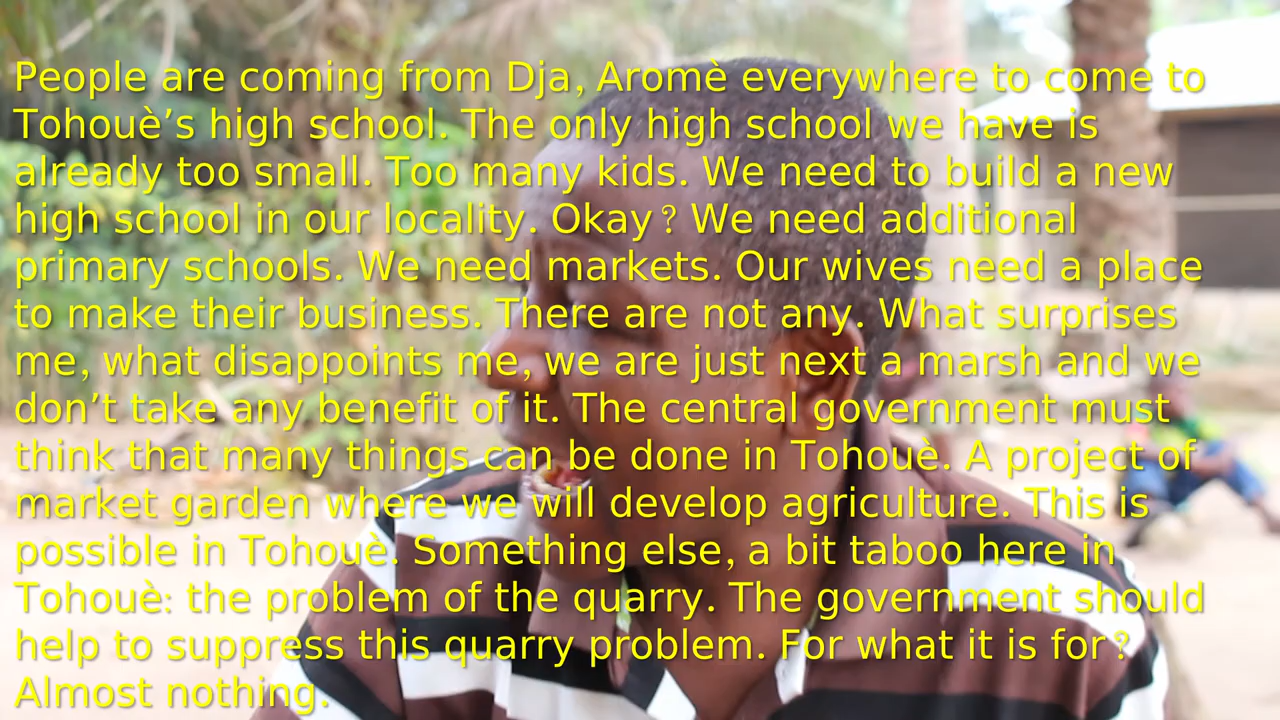 People are coming from Dja, Aromè everywhere to come to
Tohouè’s high school. The only high school we have is
already too small. Too many kids. We need to build a new
high school in our locality. Okay ? We need additional
primary schools. We need markets. Our wives need a place
to make their business. There are not any. What surprises
me, what disappoints me, we are just next a marsh and we
don’t take any benefit of it. The central government must
think that many things can be done in Tohouè. A project of
market garden where we will develop agriculture. This is
possible in Tohouè. Something else, a bit taboo here in
Tohouè: the problem of the quarry. The government should
help to suppress this quarry problem. For what it is for ?
Almost nothing.